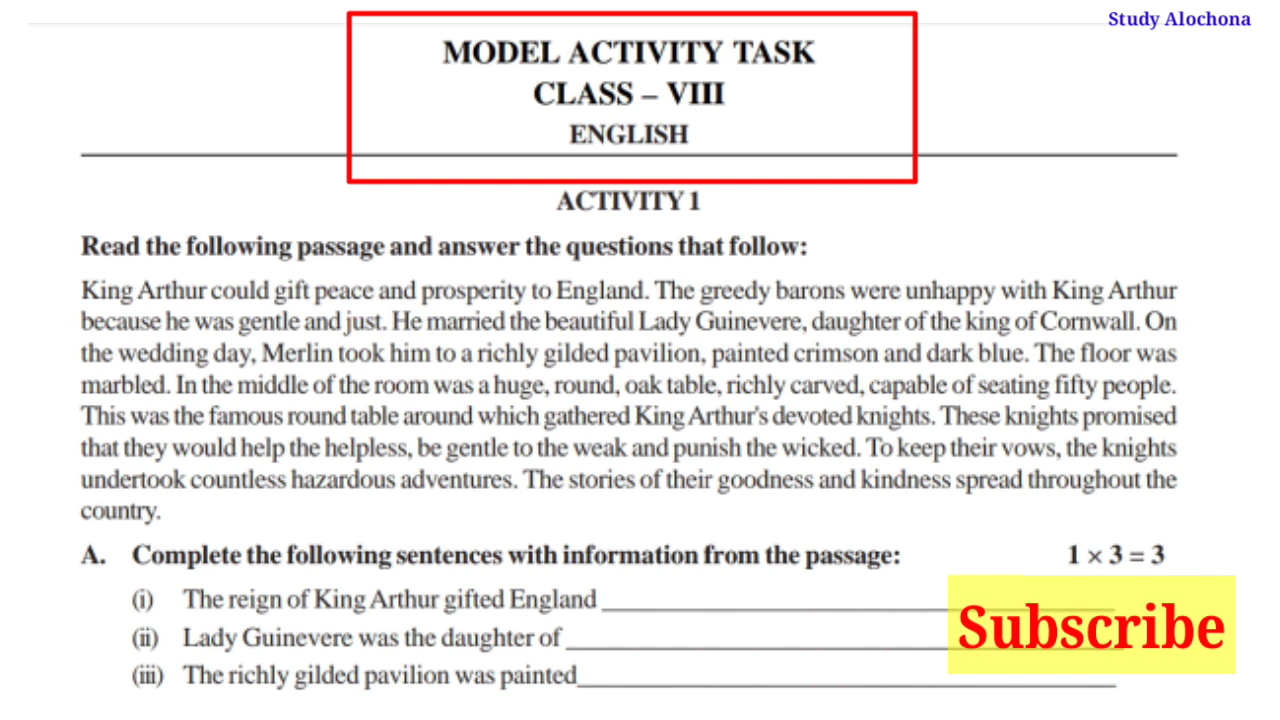 Study Alochona
MODEL ACTIVITY TASK
CLASS – VIII
ENGLISH
ACTIVITY 1
Read the following passage and answer the questions that follow:
King Arthur could gift peace and prosperity to England. The greedy barons were unhappy with King Arthur
because he was gentle and just. He married the beautiful Lady Guinevere, daughter of the king of Cornwall. On
the wedding day, Merlin took him to a richly gilded pavilion, painted crimson and dark blue. The floor was
marbled. In the middle of the room was a huge, round, oak table, richly carved, capable of seating fifty people.
This was the famous round table around which gathered King Arthur's devoted knights. These knights promised
that they would help the helpless, be gentle to the weak and punish the wicked. To keep their vows, the knights
undertook countless hazardous adventures. The stories of their goodness and kindness spread throughout the
country.
A. Complete the following sentences with information from the passage: 1 × 3 = 3
(i) The reign of King Arthur gifted England
(ii) Lady Guinevere was the daughter of
(iii) The richly gilded pavilion was painted
Subscribe